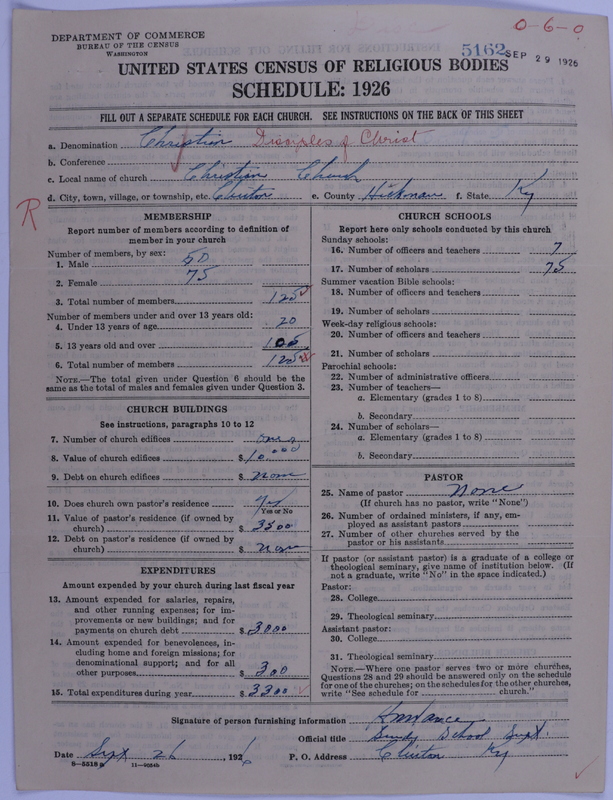 DEPARTMENT OF COMMERCE
BUREAU OF THE CENSUS
WASHINGTON
0-6-0
5162 SEP 29 1926
UNITED STATES CENSUS OF RELIGIOUS BODIES
SCHEDULE: 1926
FILL OUT A SEPARATE SCHEDULE FOR EACH CHURCH. SEE INSTRUCTIONS ON THE BACK OF THIS SHEET
a. Denomination Christian Disciples of Christ
b. Conference
c. Local name of church Christian Church
d. City, town, village, or township, etc. Clinton e. County Hickman f. State Ky
R
MEMBERSHIP
Report number of members according to definition of member in your church
Number of members, by sex:
1. Male 50
2. Female 75
3. Total number of members 125
Number of members under and over 13 years old:
4. Under 13 years of age 20
5. 13 years old and over 105
6. Total number of members 125
NOTE.—The total given under Question 6 should be the same as the total of males and females given under Question 3.
CHURCH BUILDINGS
See instructions, paragraphs 10 to 12
7. Number of church edifices one
8. Value of church edifices $ 10,000
9. Debt on church edifices $ none
10. Does church own pastor's residence yes
Yes or No
11. Value of pastor's residence (if owned by church) $ 3500
12. Debt on pastor's residence (if owned by church) $ none
EXPENDITURES
Amount expended by your church during last fiscal year
13. Amount expended for salaries, repairs, and other running expenses; for improvements or new buildings; and for payments on church debt $ 3000
14. Amount expended for benevolences, including home and foreign missions; for denominational support; and for all other purposes $ 300
15. Total expenditures during year $ 3300
CHURCH SCHOOLS
Report here only schools conducted by this church
Sunday schools:
16. Number of officers and teachers 7
17. Number of scholars 75
Summer vacation Bible schools:
18. Number of officers and teachers
19. Number of scholars
Week-day religious schools:
20. Number of officers and teachers
21. Number of scholars
Parochial schools:
22. Number of administrative officers
23. Number of teachers—
a. Elementary (grades 1 to 8)
b. Secondary
24. Number of scholars—
a. Elementary (grades 1 to 8)
b. Secondary
PASTOR
25. Name of pastor None
(If church has no pastor, write "None")
26. Number of ordained ministers, if any, employed as assistant pastors
27. Number of other churches served by the pastor or his assistants
If pastor (or assistant pastor) is a graduate of a college or theological seminary, give name of institution below. (If not a graduate, write "No" in the space indicated.)
Pastor:
28. College
29. Theological seminary
Assistant pastor:
30. College
31. Theological seminary
NOTE.—Where one pastor serves two or more churches, Questions 28 and 29 should be answered only on the schedule for one of the churches; on the schedules for the other churches, write "See schedule for church."
Signature of person furnishing information
Official title Sunday School Supt.
Date Sept 26, 1926 P. O. Address Clinton Ky
8-5518a 11-9054b